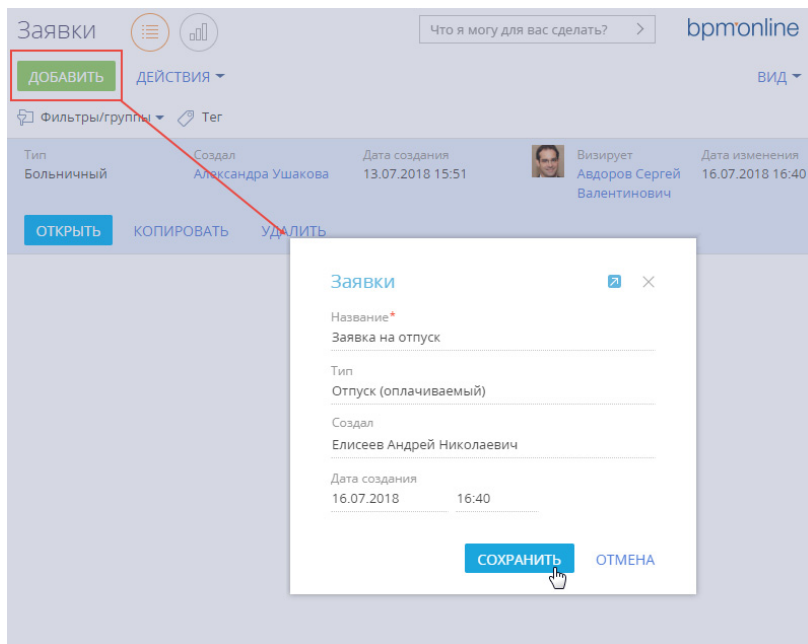 Заявки
Что я могу для вас сделать?
bpmonline
ДОБАВИТЬ ДЕЙСТВИЯ ВИД
Фильтры/группы Тег
Тип Создал Дата создания Визирует Дата изменения
Больничный Александра Ушакова 13.07.2018 15:51 Авдоров Сергей 16.07.2018 16:40
Валентинович
ОТКРЫТЬ КОПИРОВАТЬ УДАЛИТЬ
Заявки
Название*
Заявка на отпуск
Тип
Отпуск (оплачиваемый)
Создал
Елисеев Андрей Николаевич
Дата создания
16.07.2018 16:40
СОХРАНИТЬ ОТМЕНА